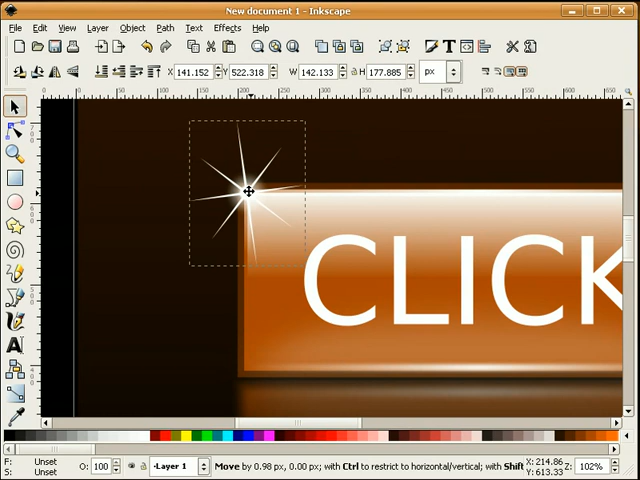 New document 1 - Inkscape
File Edit View Layer Object Path Text Effects Help
X 141.152 Y 522.318 W 142.133 H 177.885 px
CLICK
F: Unset
S: Unset
O: 100
Layer 1
Move by 0.98 px, 0.00 px; with Ctrl to restrict to horizontal/vertical; with Shift
X: 214.86
Y: 613.33
Z: 102%